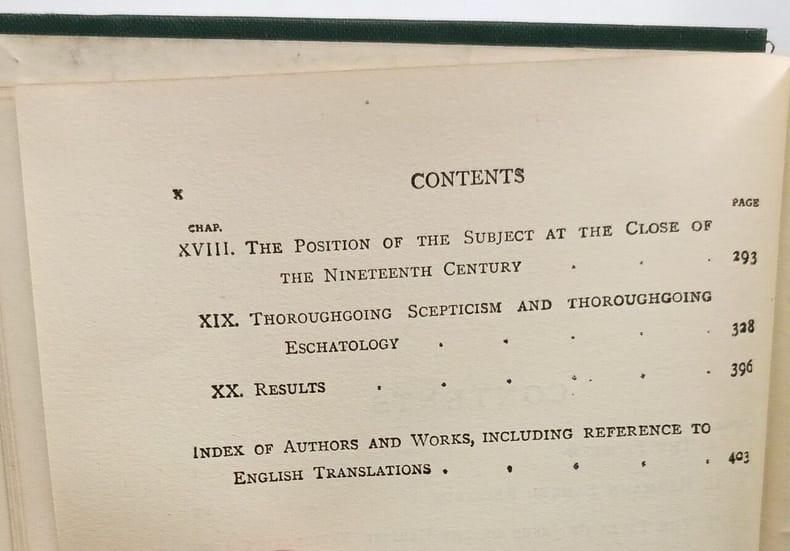 x CONTENTS
CHAP. PAGE
XVIII. THE POSITION OF THE SUBJECT AT THE CLOSE OF
THE NINETEENTH CENTURY . . . 293
XIX. THOROUGHGOING SCEPTICISM AND THOROUGHGOING
ESCHATOLOGY . . . . . 328
XX. RESULTS . . . . . . 396
INDEX OF AUTHORS AND WORKS, INCLUDING REFERENCE TO
ENGLISH TRANSLATIONS . . . . . 403